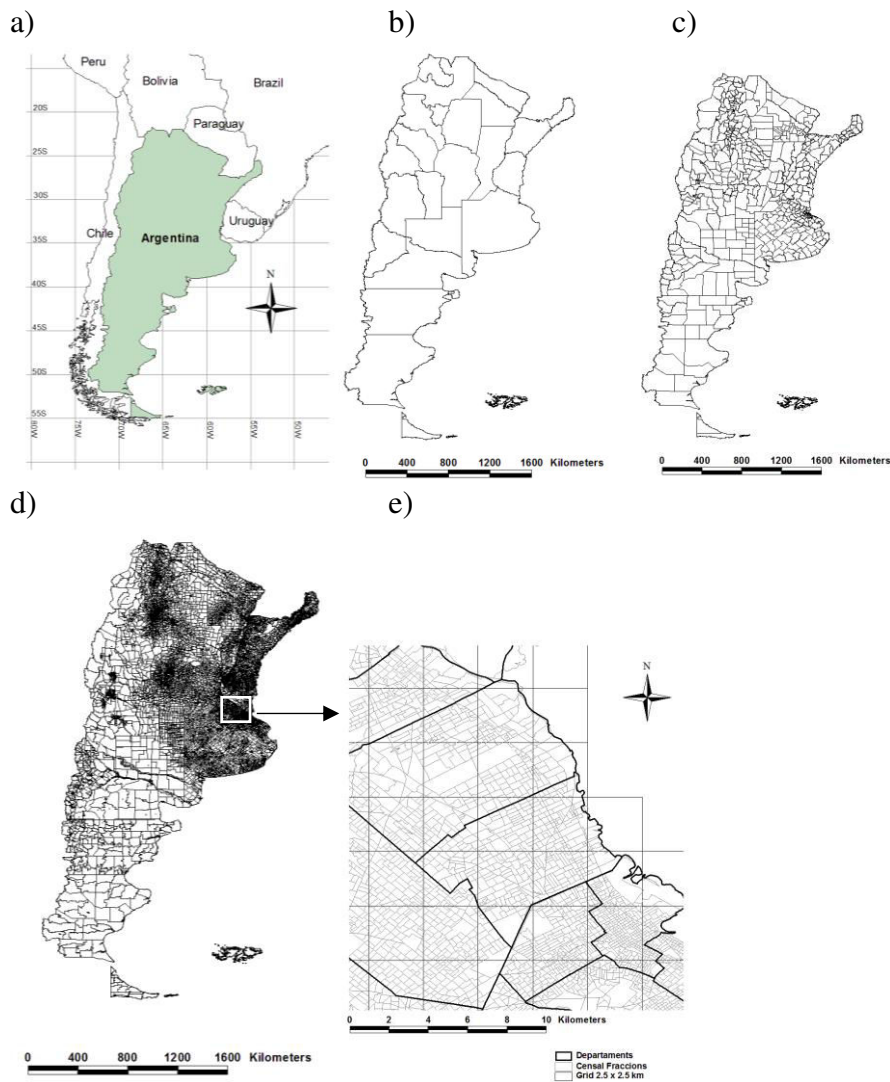 a)
b)
c)
Peru
Bolivia
Brazil
20S
Paraguay
25S
30S
Uruguay
Chile
Argentina
35S
N
40S
45S
50S
55S
80W
75W
70W
65W
60W
55W
50W
0 400 800 1200 1600 Kilometers
0 400 800 1200 1600 Kilometers
d)
e)
N
0 400 800 1200 1600 Kilometers
0 2 4 6 8 10 Kilometers
Departaments
Censal Fraccions
Grid 2.5 x 2.5 km